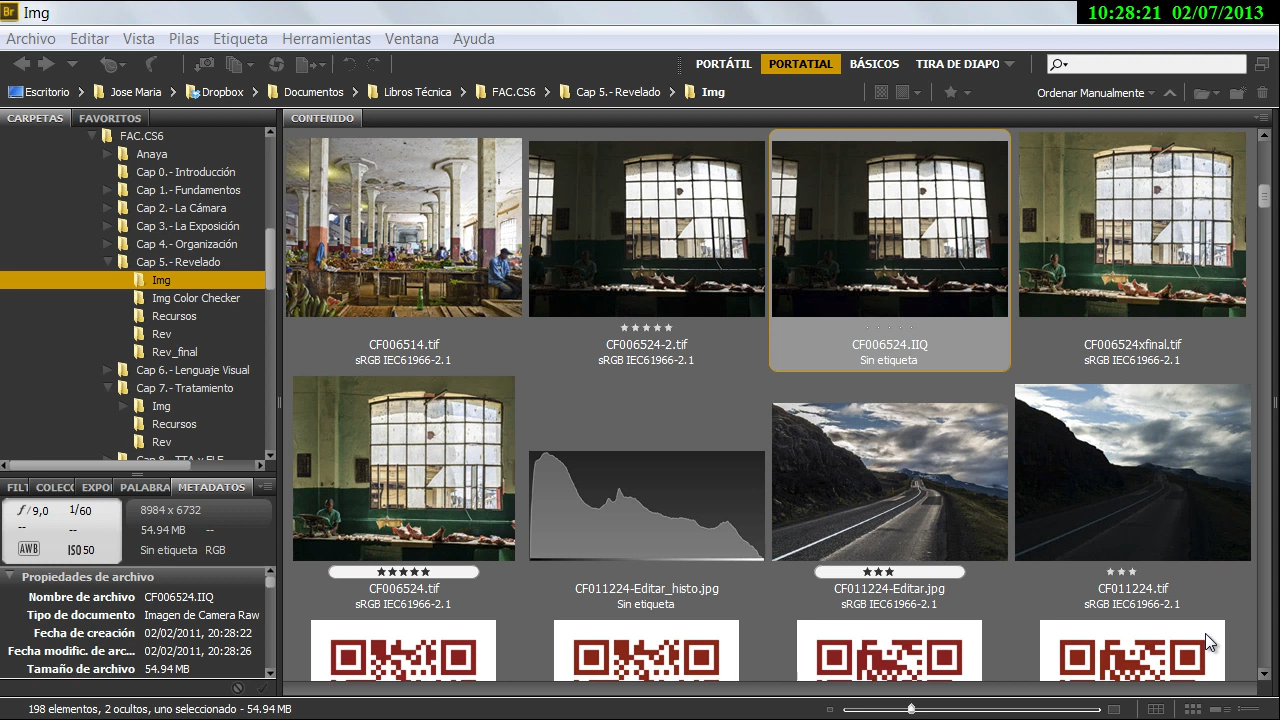 Br Img
10:28:21 02/07/2013
Archivo Editar Vista Pilas Etiqueta Herramientas Ventana Ayuda
PORTÁTIL PORTATIAL BÁSICOS TIRA DE DIAPO
Escritorio Jose Maria Dropbox Documentos Libros Técnica FAC.CS6 Cap 5.- Revelado Img
Ordenar Manualmente
CARPETAS FAVORITOS
FAC.CS6
Anaya
Cap 0.- Introducción
Cap 1.- Fundamentos
Cap 2.- La Cámara
Cap 3.- La Exposición
Cap 4.- Organización
Cap 5.- Revelado
Img
Img Color Checker
Recursos
Rev
Rev_final
Cap 6.- Lenguaje Visual
Cap 7.- Tratamiento
Img
Recursos
Rev
CONTENIDO
CF006514.tif
sRGB IEC61966-2.1
CF006524-2.tif
sRGB IEC61966-2.1
CF006524.IIQ
Sin etiqueta
CF006524xfinal.tif
sRGB IEC61966-2.1
CF006524.tif
sRGB IEC61966-2.1
CF011224-Editar_histo.jpg
Sin etiqueta
CF011224-Editar.jpg
sRGB IEC61966-2.1
CF011224.tif
sRGB IEC61966-2.1
FILT COLECC EXPO PALABRA METADATOS
f/9,0 1/60
-- --
AWB ISO 50
8984 x 6732
54.94 MB --
Sin etiqueta RGB
Propiedades de archivo
Nombre de archivo CF006524.IIQ
Tipo de documento Imagen de Camera Raw
Fecha de creación 02/02/2011, 20:28:22
Fecha modific. de arc... 02/02/2011, 20:28:26
Tamaño de archivo 54.94 MB
198 elementos, 2 ocultos, uno seleccionado - 54.94 MB